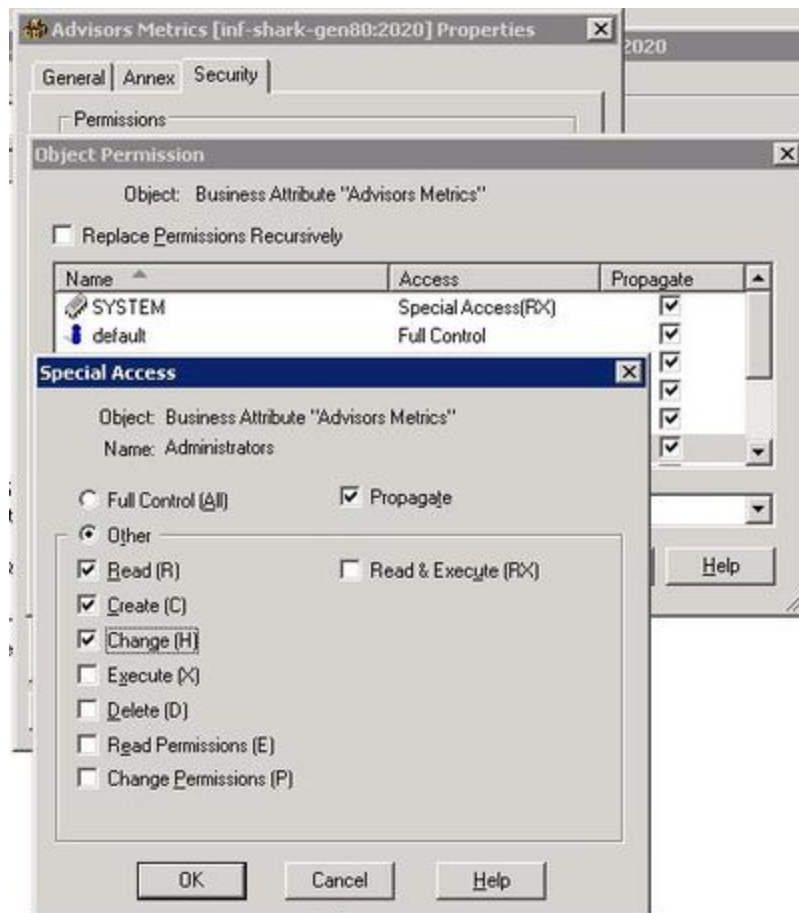 Advisors Metrics [inf-shark-gen80:2020] Properties
2020
General Annex Security
Permissions
Object Permission
Object: Business Attribute "Advisors Metrics"
Replace Permissions Recursively
Name Access Propagate
SYSTEM Special Access(RX)
default Full Control
Special Access
Object: Business Attribute "Advisors Metrics"
Name: Administrators
Full Control (All) Propagate
Other
Read (R) Read & Execute (RX)
Help
Create (C)
Change (H)
Execute (X)
Delete (D)
Read Permissions (E)
Change Permissions (P)
OK Cancel Help